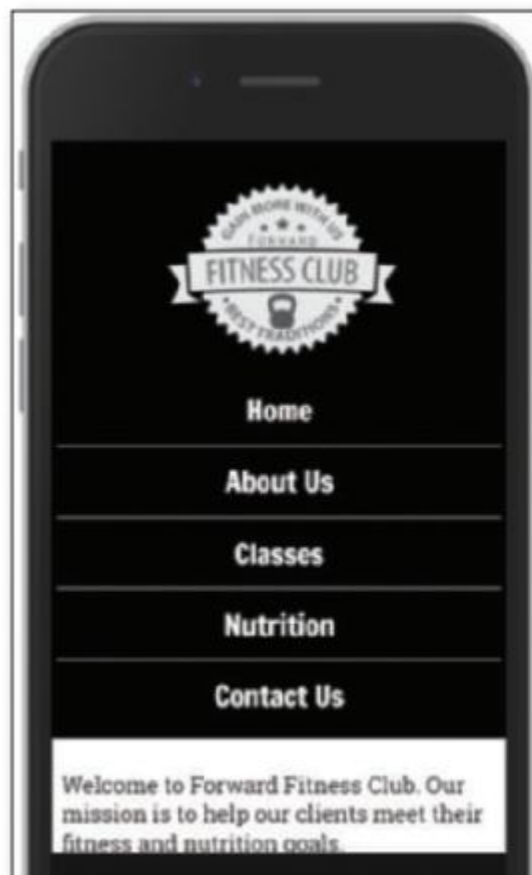 GAIN MORE WITH US
FORWARD
FITNESS CLUB
BEST TRADITIONS
Home
About Us
Classes
Nutrition
Contact Us
Welcome to Forward Fitness Club. Our
mission is to help our clients meet their
fitness and nutrition goals.